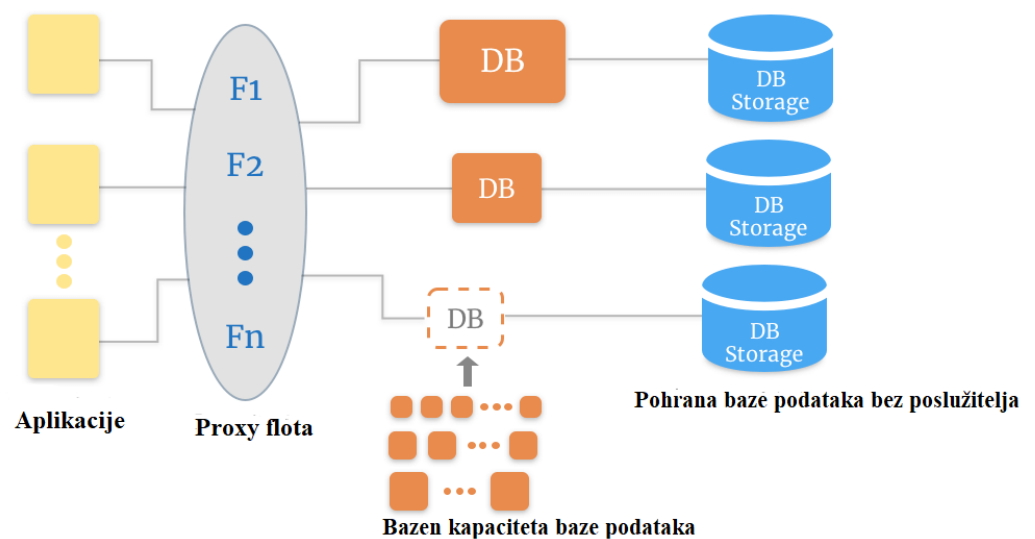 F1
F2
Fn
DB
DB
DB
DB
Storage
DB
Storage
DB
Storage
Aplikacije
Proxy flota
Bazen kapaciteta baze podataka
Pohrana baze podataka bez poslužitelja